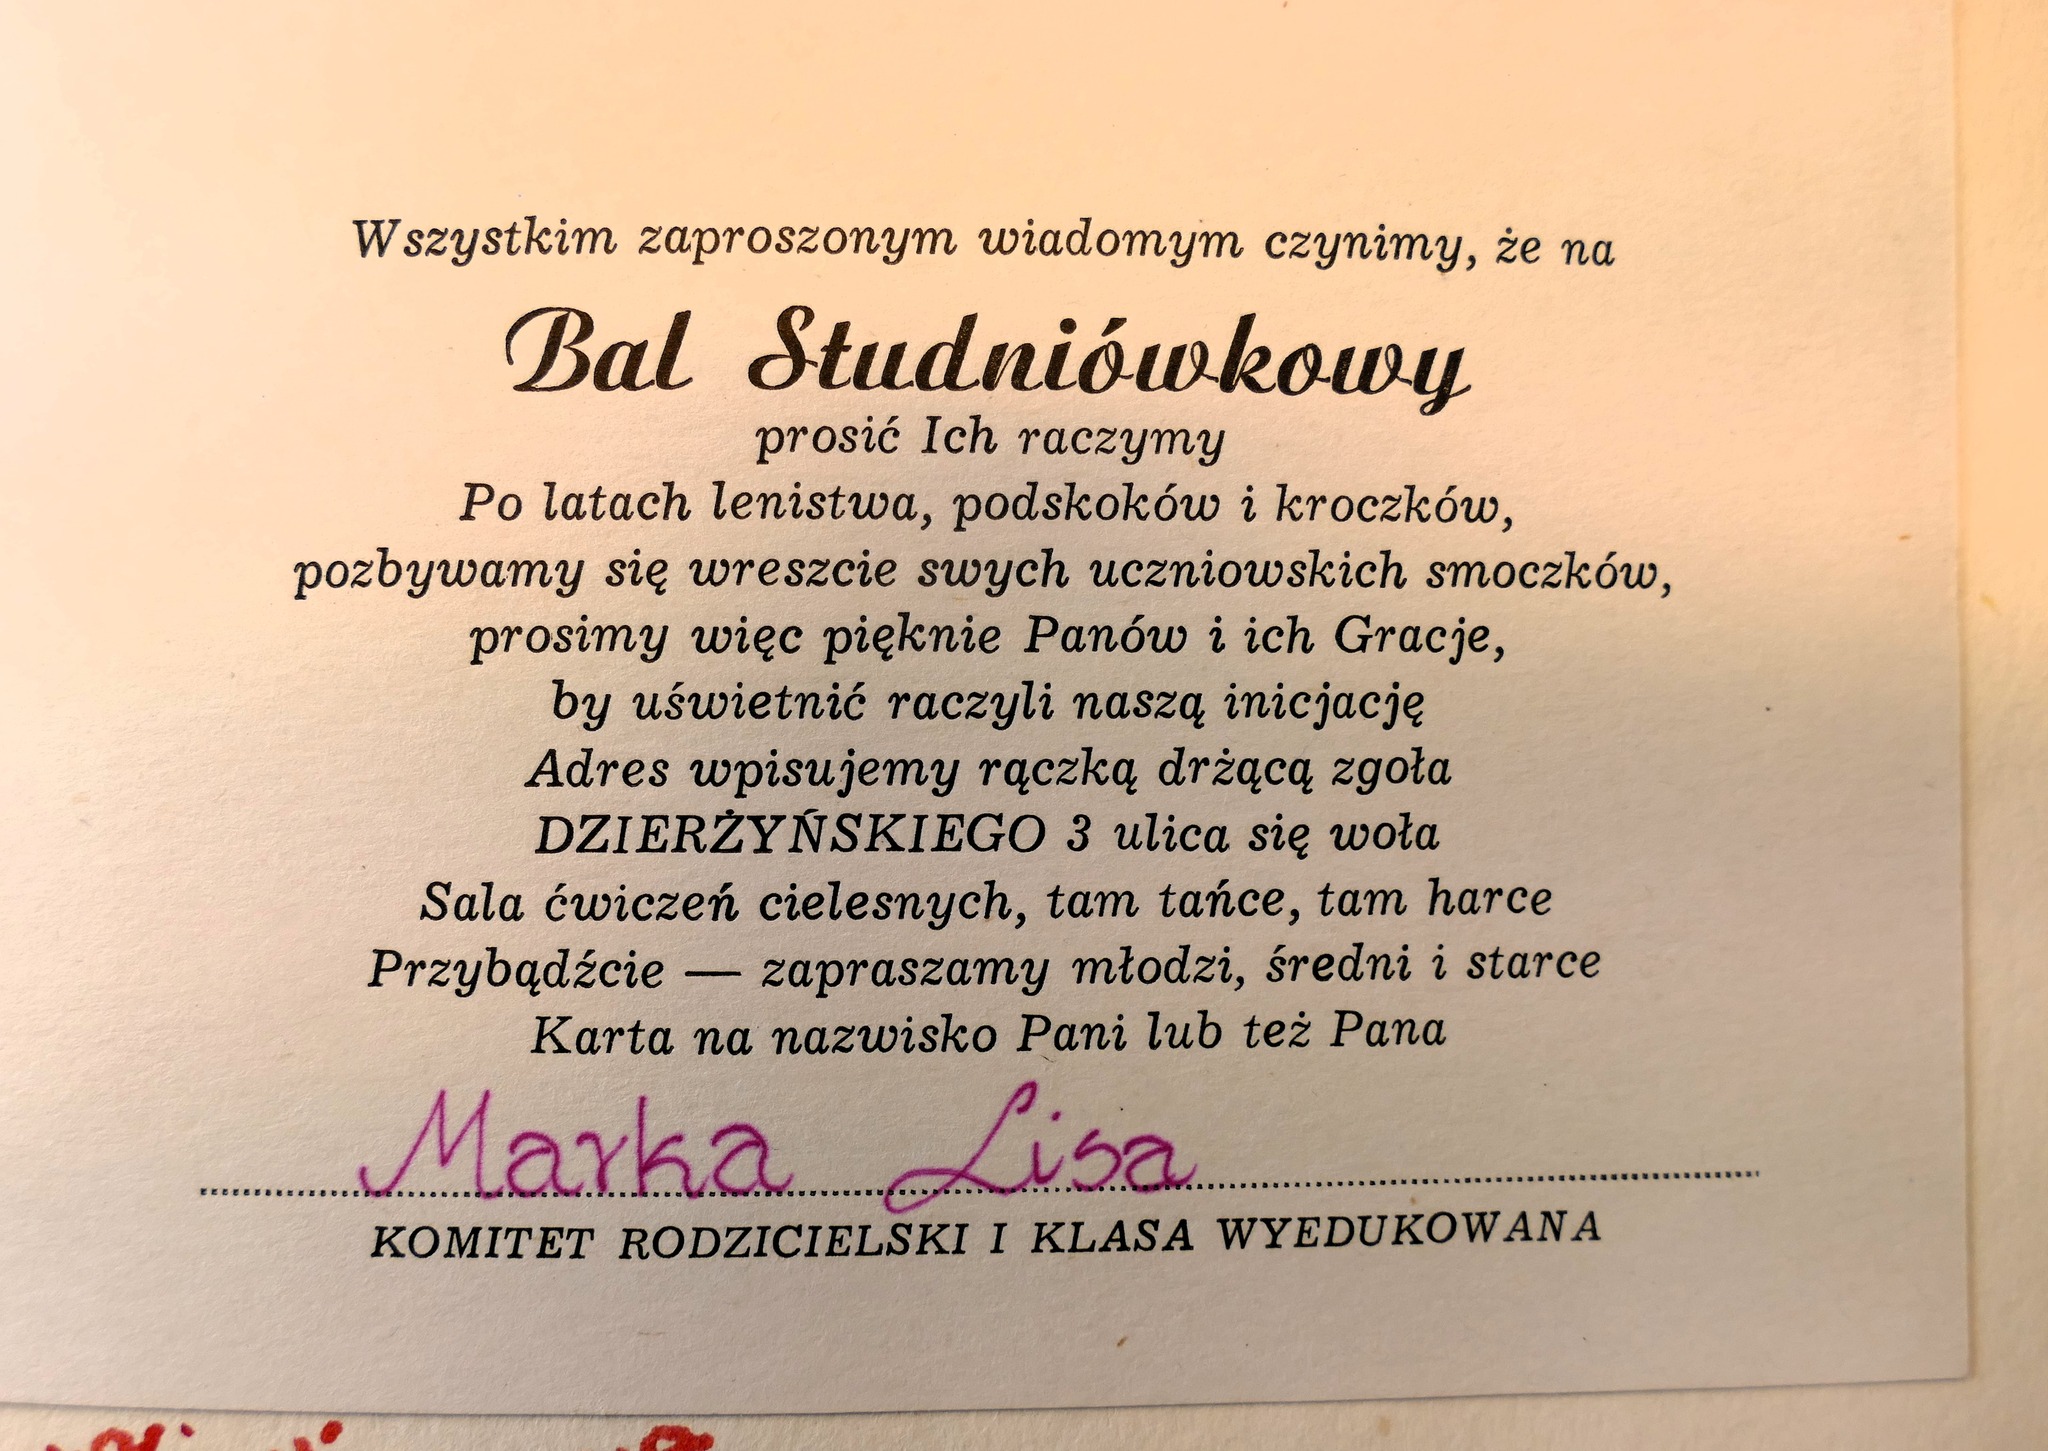 Wszystkim zaproszonym wiadomym czynimy, że na
Bal Studniówkowy
prosić Ich raczymy
Po latach lenistwa, podskoków i kroczków,
pozbywamy się wreszcie swych uczniowskich smoczków,
prosimy więc pięknie Panów i ich Gracje,
by uświetnić raczyli naszą inicjację
Adres wpisujemy rączką drżącą zgoła
DZIERŻYŃSKIEGO 3 ulica się woła
Sala ćwiczeń cielesnych, tam tańce, tam harce
Przybądźcie — zapraszamy młodzi, średni i starce
Karta na nazwisko Pani lub też Pana
Marka Lisa
KOMITET RODZICIELSKI I KLASA WYEDUKOWANA